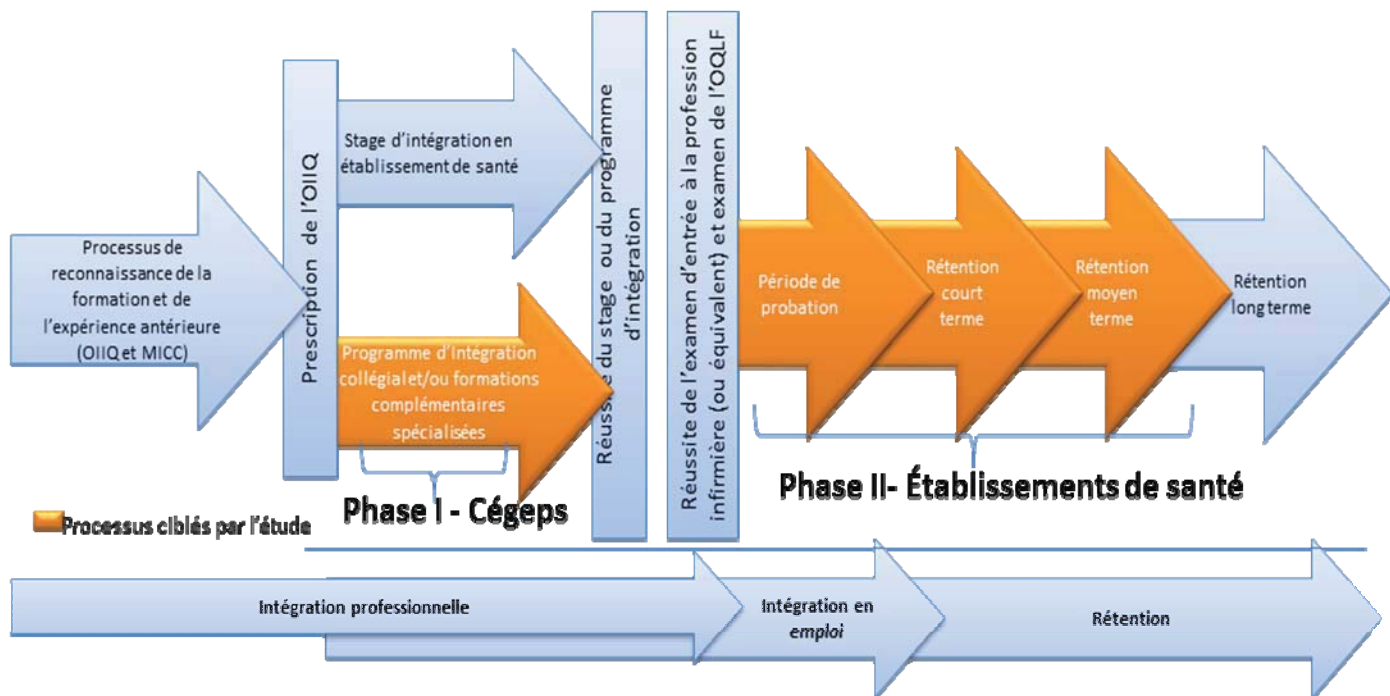 Processus de
reconnaissance de la
formation et de
l'expérience antérieure
(OIIQ et MICC)
Prescription de l'OIIQ
Stage d'intégration en
établissement de santé
Programme d'Intégration
collégial et/ou formations
complémentaires
spécialisées
Phase I - Cégeps
Réussite du stage ou du programme
d'intégration
Réussite de l'examen d'entrée à la profession
infirmière (ou équivalent) et examen de l'OQLF
Période de
probation
Rétention
court
terme
Rétention
moyen
terme
Rétention
long terme
Phase II- Établissements de santé
Processus ciblés par l'étude
Intégration professionnelle
Intégration en
emploi
Rétention